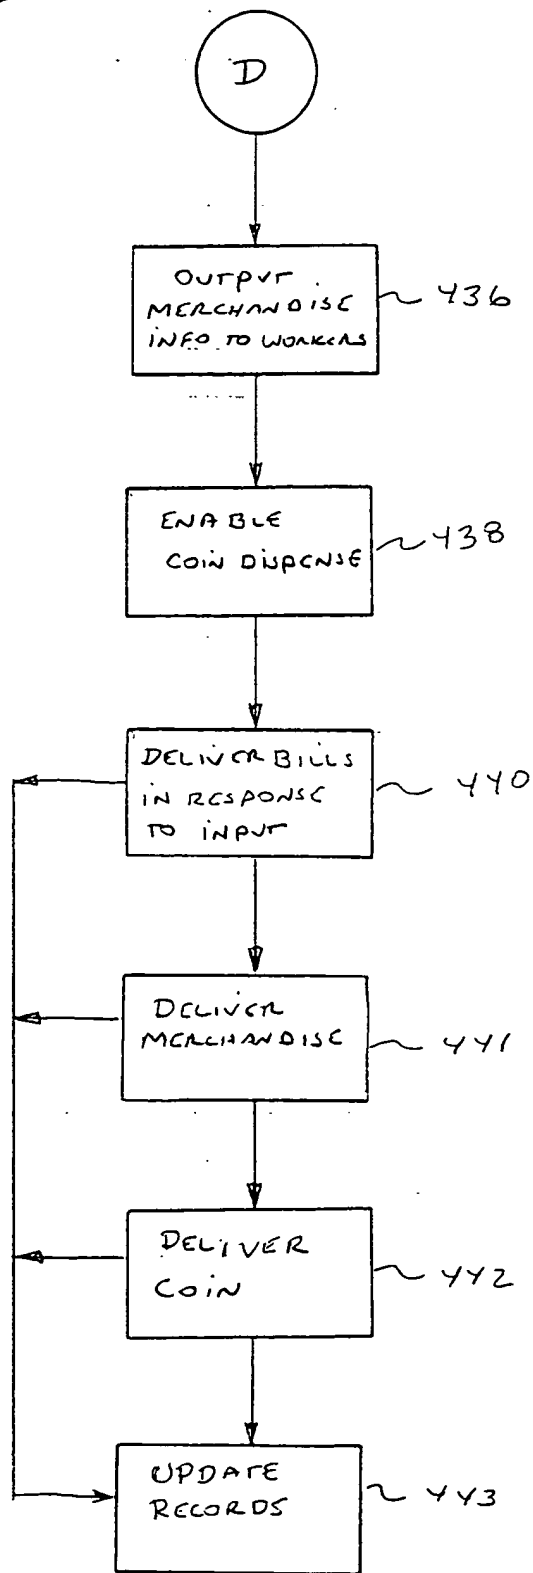 D
OUTPUT
MERCHANDISE
INFO TO WORKERS
436
ENABLE
COIN DISPENSE
438
DELIVER BILLS
IN RESPONSE
TO INPUT
440
DELIVER
MERCHANDISE
441
DELIVER
COIN
442
UPDATE
RECORDS
443